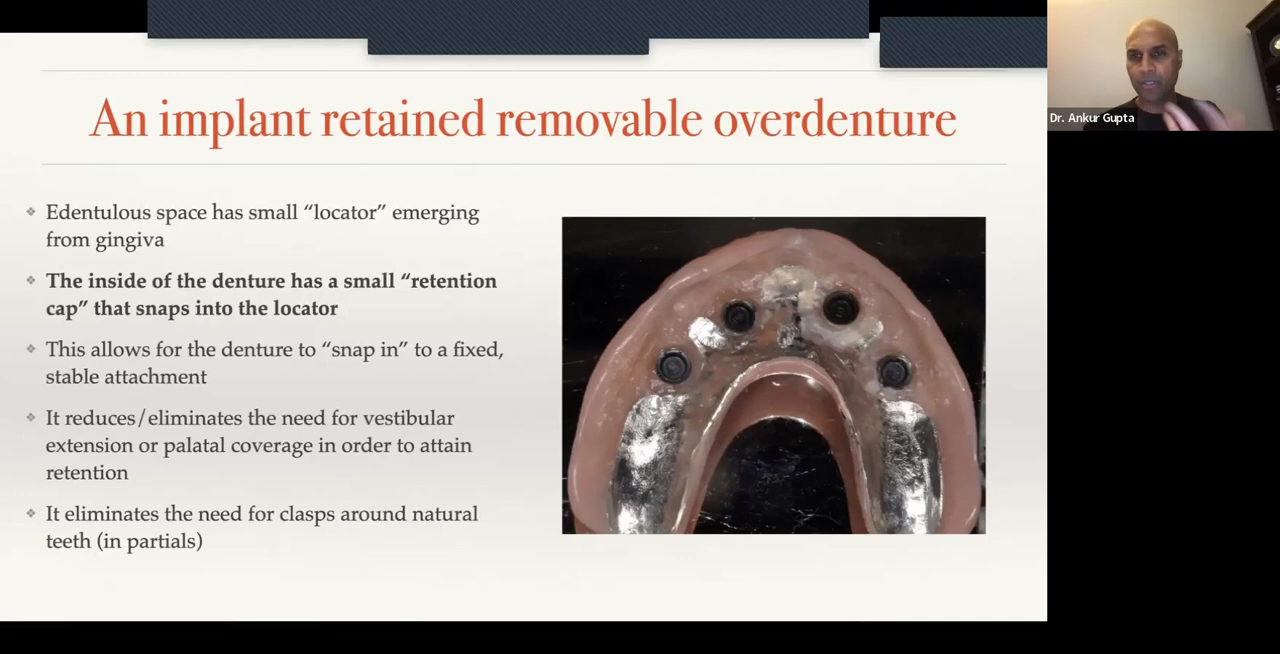 An implant retained removable overdenture
Edentulous space has small “locator” emerging
from gingiva
The inside of the denture has a small “retention
cap” that snaps into the locator
This allows for the denture to “snap in” to a fixed,
stable attachment
It reduces/eliminates the need for vestibular
extension or palatal coverage in order to attain
retention
It eliminates the need for clasps around natural
teeth (in partials)
Dr. Ankur Gupta